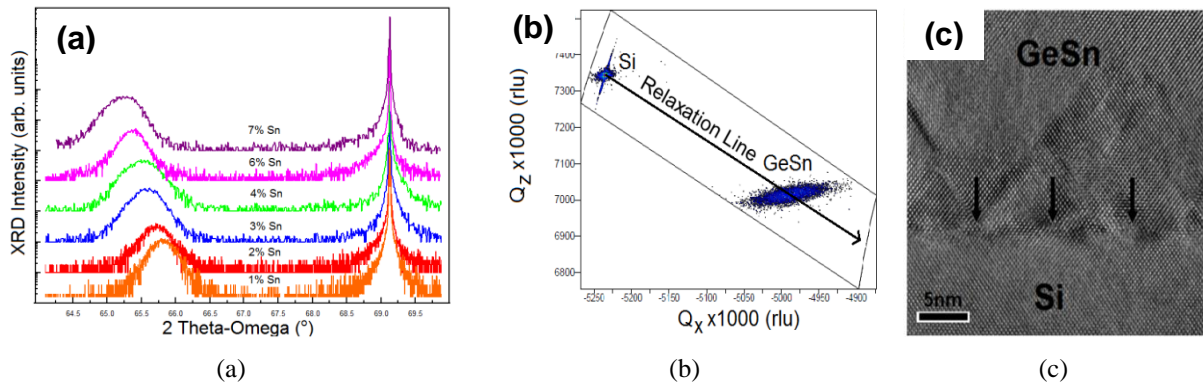 (a)
XRD Intensity (arb. units)
7% Sn
6% Sn
4% Sn
3% Sn
2% Sn
1% Sn
64.5 65.0 65.5 66.0 66.5 67.0 67.5 68.0 68.5 69.0 69.5
2 Theta-Omega (°)
(b)
Qz x1000 (rlu)
7400
7300
7200
7100
7000
6900
6800
Si
Relaxation Line
GeSn
-5250 -5200 -5150 -5100 -5050 -5000 -4950 -4900
Qx x1000 (rlu)
(c)
GeSn
5nm
Si
(a) (b) (c)